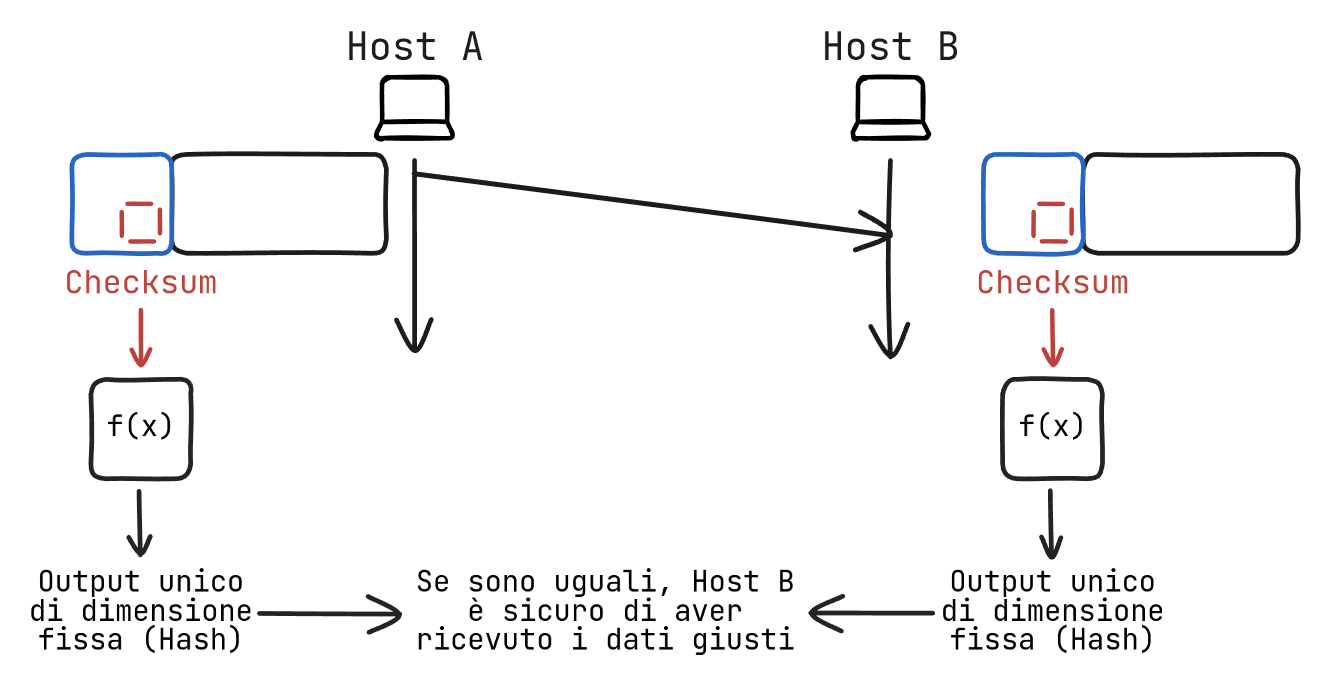 Host A
Host B
Checksum
Checksum
f(x)
f(x)
Output unico
di dimensione
fissa (Hash)
Se sono uguali, Host B
è sicuro di aver
ricevuto i dati giusti
Output unico
di dimensione
fissa (Hash)